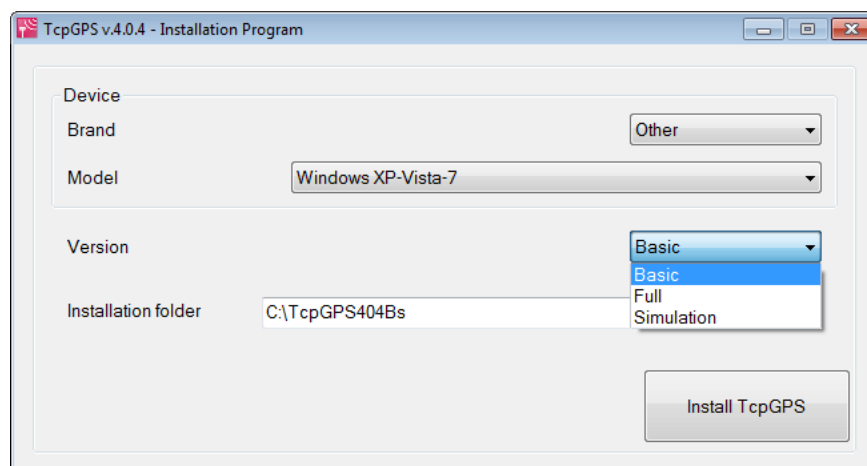 TcpGPS v.4.0.4 - Installation Program
Device
Brand Other
Model Windows XP-Vista-7
Version Basic
Basic
Full
Installation folder C:\TcpGPS404Bs
Simulation
Install TcpGPS